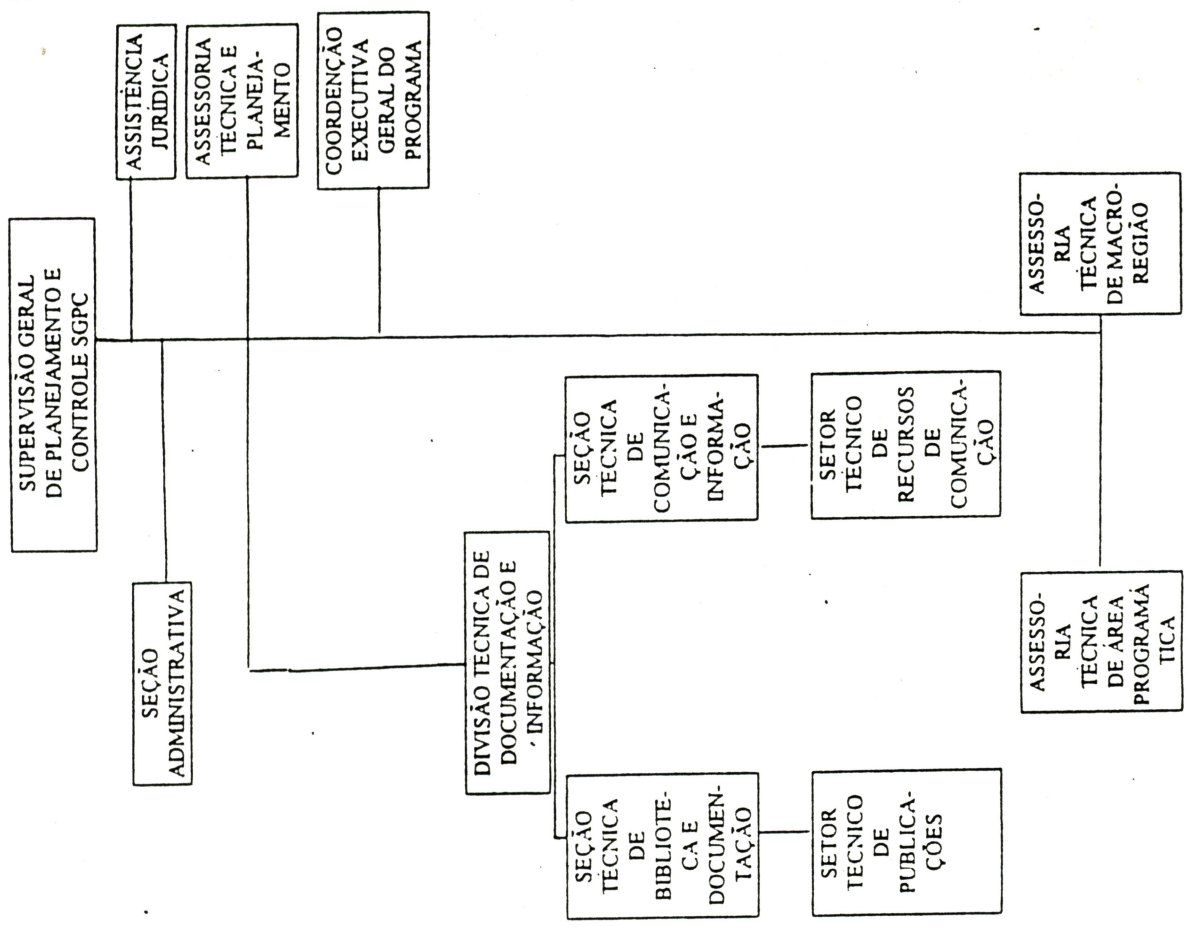 SUPERVISÃO GERAL
DE PLANEJAMENTO E
CONTROLE SGPC
ASSISTÊNCIA
JURÍDICA
SEÇÃO
ADMINISTRATIVA
ASSESSORIA
TÉCNICA E
PLANEJA-
MENTO
COORDENÇÃO
EXECUTIVA
GERAL DO
PROGRAMA
DIVISÃO TECNICA DE
DOCUMENTAÇÃO E
INFORMAÇÃO
SEÇÃO
TÉCNICA
DE
BIBLIOTE-
CA E
DOCUMEN-
TAÇÃO
SEÇÃO
TECNICA
DE
COMUNICA-
ÇÃO E
INFORMA-
ÇÃO
SETOR
TECNICO
DE
PUBLICA-
ÇÕES
SETOR
TÉCNICO
DE
RECURSOS
DE
COMUNICA-
ÇÃO
ASSESSO-
RIA
TÉCNICA
DE ÁREA
PROGRAMÁ
TICA
ASSESSO-
RIA
TÉCNICA
DE MACRO-
REGIÃO